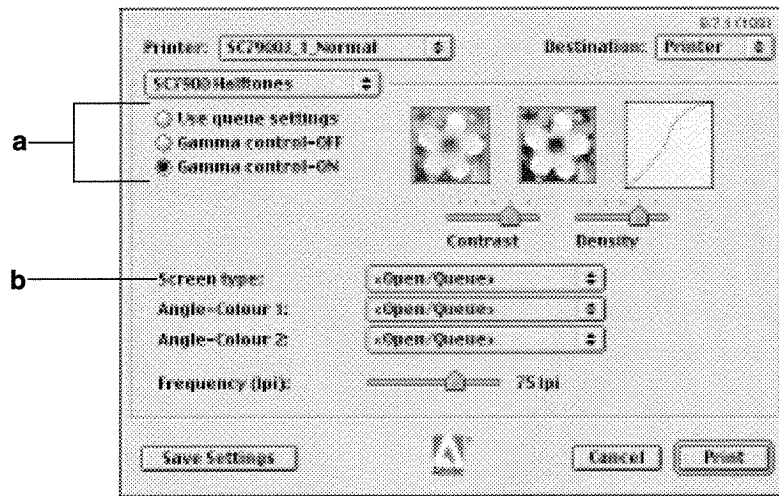 Printer: SC7900J_1_Normal Destination: Printer
SC7900 Halftones
a
Use queue settings
Gamma control-OFF
Gamma control-ON
Contrast Density
b
Screen type: <Open/Queue>
Angle-Colour 1: <Open/Queue>
Angle-Colour 2: <Open/Queue>
Frequency (lpi): 75 lpi
Save Settings Adobe Cancel Print